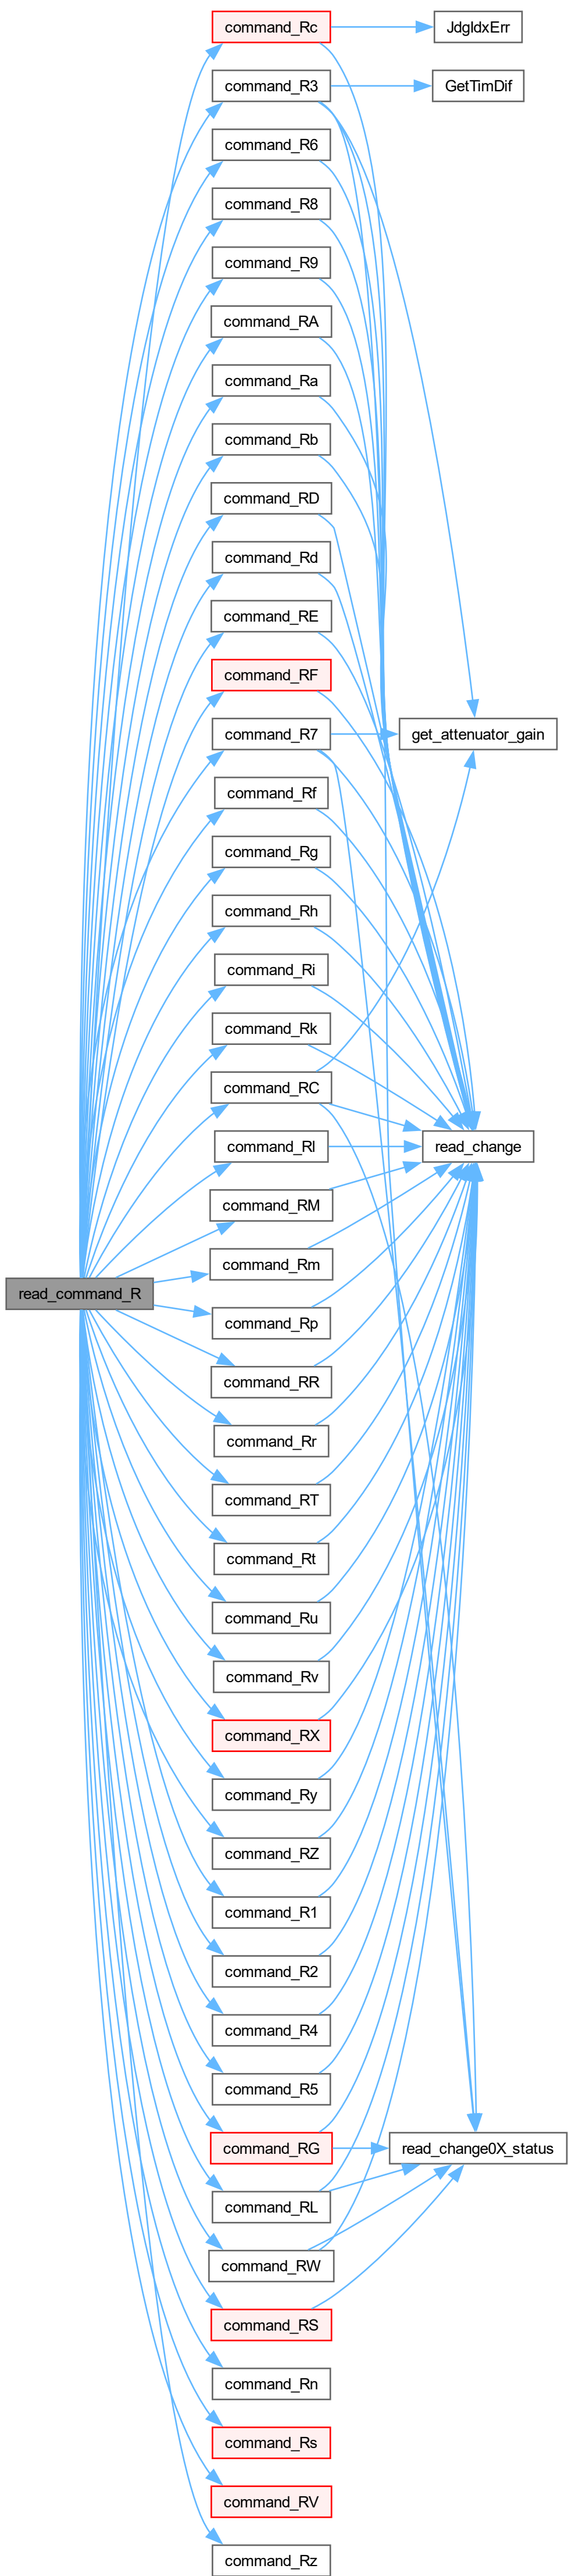 command_Rc
JdgIdxErr
command_R3
GetTimDif
command_R6
command_R8
command_R9
command_RA
command_Ra
command_Rb
command_RD
command_Rd
command_RE
command_RF
command_R7
get_attenuator_gain
command_Rf
command_Rg
command_Rh
command_Ri
command_Rk
command_RC
command_Rl
read_change
command_RM
command_Rm
read_command_R
command_Rp
command_RR
command_Rr
command_RT
command_Rt
command_Ru
command_Rv
command_RX
command_Ry
command_RZ
command_R1
command_R2
command_R4
command_R5
command_RG
read_change0X_status
command_RL
command_RW
command_RS
command_Rn
command_Rs
command_RV
command_Rz